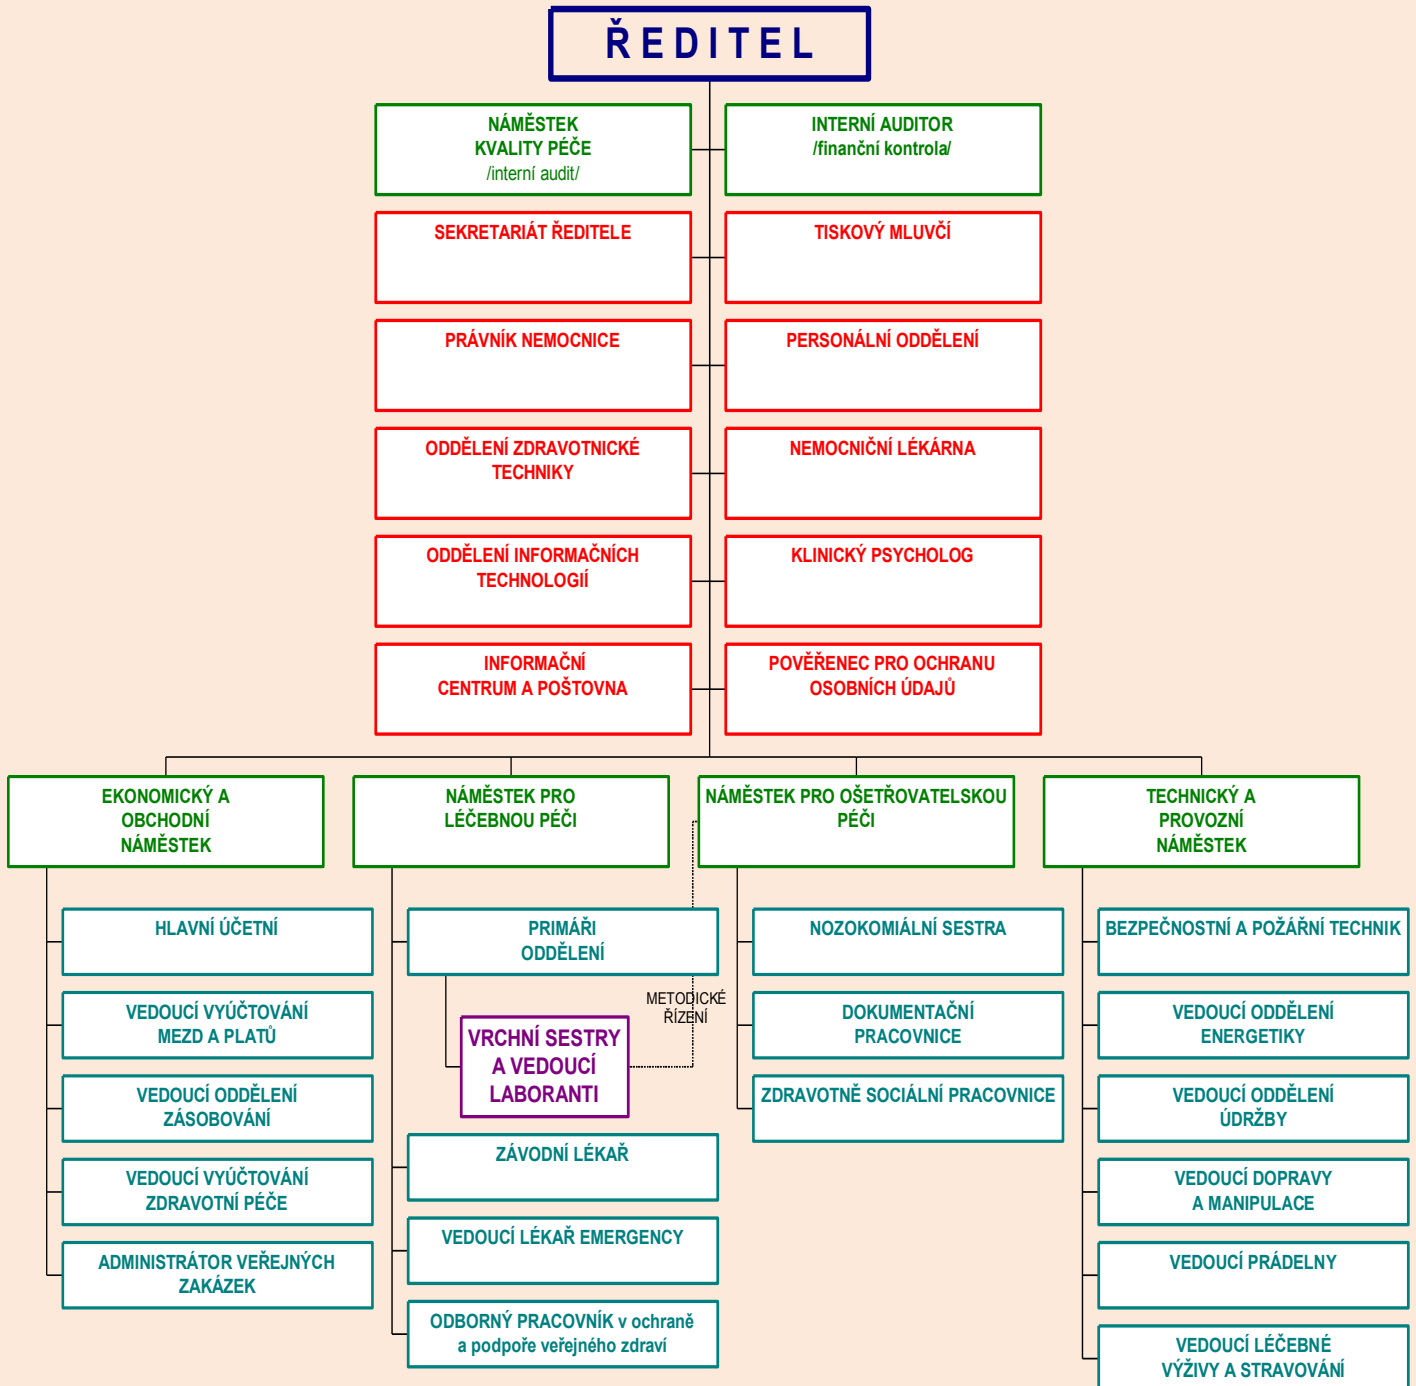 ŘEDITEL
NÁMĚSTEK
KVALITY PÉČE
/interní audit/
INTERNÍ AUDITOR
/finanční kontrola/
SEKRETARIÁT ŘEDITELE
TISKOVÝ MLUVČÍ
PRÁVNÍK NEMOCNICE
PERSONÁLNÍ ODDĚLENÍ
ODDĚLENÍ ZDRAVOTNICKÉ
TECHNIKY
NEMOCNIČNÍ LÉKÁRNA
ODDĚLENÍ INFORMAČNÍCH
TECHNOLOGIÍ
KLINICKÝ PSYCHOLOG
INFORMAČNÍ
CENTRUM A POŠTOVNA
POVĚŘENEC PRO OCHRANU
OSOBNÍCH ÚDAJŮ
EKONOMICKÝ A
OBCHODNÍ
NÁMĚSTEK
NÁMĚSTEK PRO
LÉČEBNOU PÉČI
NÁMĚSTEK PRO OŠETŘOVATELSKOU
PÉČI
TECHNICKÝ A
PROVOZNÍ
NÁMĚSTEK
HLAVNÍ ÚČETNÍ
VEDOUCÍ VYÚČTOVÁNÍ
MEZD A PLATŮ
VEDOUCÍ ODDĚLENÍ
ZÁSOBOVÁNÍ
VEDOUCÍ VYÚČTOVÁNÍ
ZDRAVOTNÍ PÉČE
ADMINISTRÁTOR VEŘEJNÝCH
ZAKÁZEK
PRIMÁŘI
ODDĚLENÍ
VRCHNÍ SESTRY
A VEDOUCÍ
LABORANTI
METODICKÉ
ŘÍZENÍ
ZÁVODNÍ LÉKAŘ
VEDOUCÍ LÉKAŘ EMERGENCY
ODBORNÝ PRACOVNÍK v ochraně
a podpoře veřejného zdraví
NOZOKOMIÁLNÍ SESTRA
DOKUMENTAČNÍ
PRACOVNICE
ZDRAVOTNĚ SOCIÁLNÍ PRACOVNICE
BEZPEČNOSTNÍ A POŽÁŘNÍ TECHNIK
VEDOUCÍ ODDĚLENÍ
ENERGETIKY
VEDOUCÍ ODDĚLENÍ
ÚDRŽBY
VEDOUCÍ DOPRAVY
A MANIPULACE
VEDOUCÍ PRÁDELNY
VEDOUCÍ LÉČEBNÉ
VÝŽIVY A STRAVOVÁNÍ